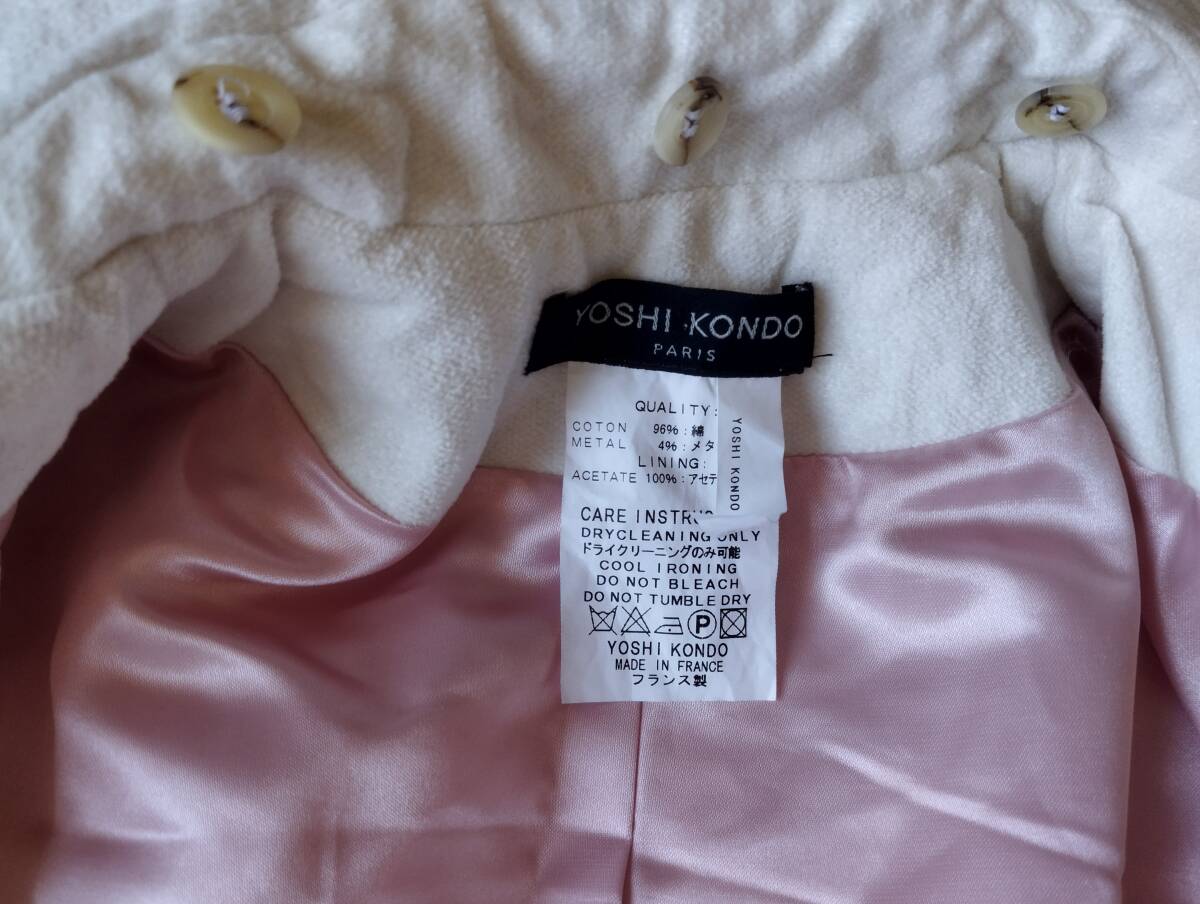 YOSHI KONDO
PARIS
QUALITY:
COTON 96% : 綿
METAL 4% : メタ
LINING:
ACETATE 100% : アセテ
YOSHI KONDO
CARE
DRYCLEANING ONLY
ドライクリーニングのみ可能
COOL IRONING
DO NOT BLEACH
DO NOT TUMBLE DRY
P
YOSHI KONDO
MADE IN FRANCE
フランス製